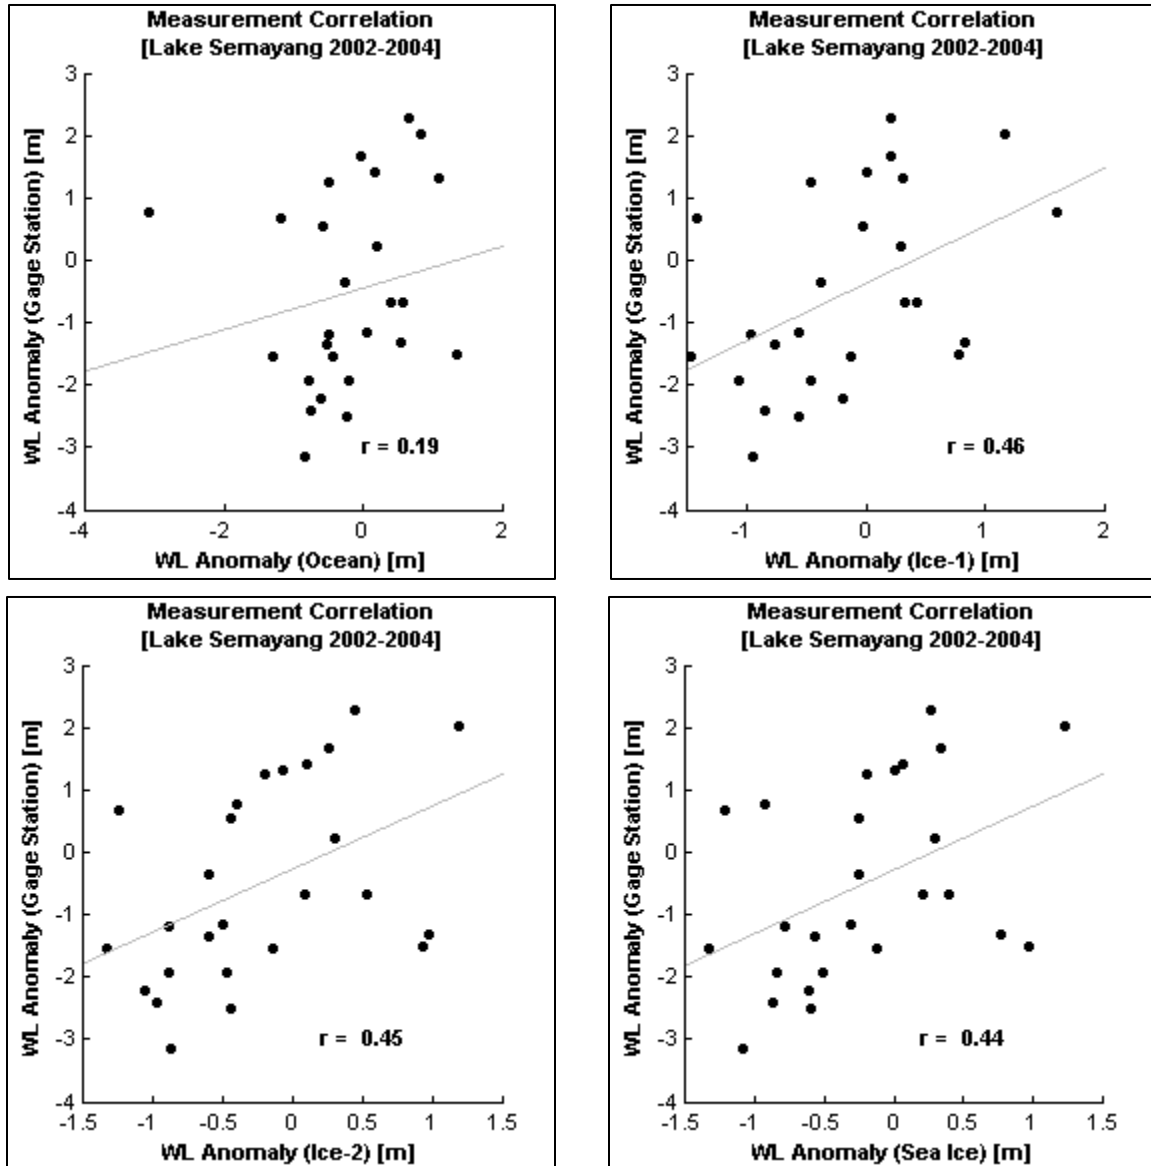 Measurement Correlation
[Lake Semayang 2002-2004]
WL Anomaly (Gage Station) [m]
3
2
1
0
-1
-2
-3
-4
r = 0.19
-4
-2
0
2
WL Anomaly (Ocean) [m]
Measurement Correlation
[Lake Semayang 2002-2004]
WL Anomaly (Gage Station) [m]
3
2
1
0
-1
-2
-3
-4
r = 0.46
-1
0
1
2
WL Anomaly (Ice-1) [m]
Measurement Correlation
[Lake Semayang 2002-2004]
WL Anomaly (Gage Station) [m]
3
2
1
0
-1
-2
-3
-4
r = 0.45
-1.5
-1
-0.5
0
0.5
1
1.5
WL Anomaly (Ice-2) [m]
Measurement Correlation
[Lake Semayang 2002-2004]
WL Anomaly (Gage Station) [m]
3
2
1
0
-1
-2
-3
-4
r = 0.44
-1.5
-1
-0.5
0
0.5
1
1.5
WL Anomaly (Sea Ice) [m]